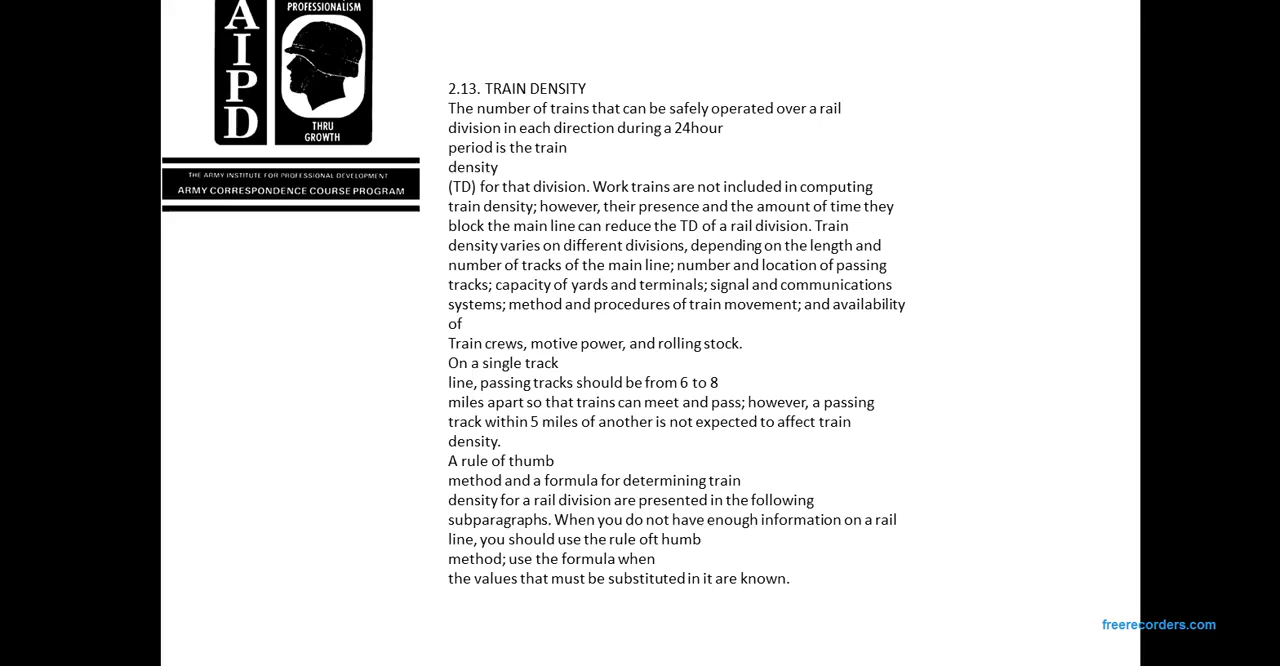 AIPD
PROFESSIONALISM
THRU
GROWTH
THE ARMY INSTITUTE FOR PROFESSIONAL DEVELOPMENT
ARMY CORRESPONDENCE COURSE PROGRAM
2.13. TRAIN DENSITY
The number of trains that can be safely operated over a rail
division in each direction during a 24hour
period is the train
density
(TD) for that division. Work trains are not included in computing
train density; however, their presence and the amount of time they
block the main line can reduce the TD of a rail division. Train
density varies on different divisions, depending on the length and
number of tracks of the main line; number and location of passing
tracks; capacity of yards and terminals; signal and communications
systems; method and procedures of train movement; and availability
of
Train crews, motive power, and rolling stock.
On a single track
line, passing tracks should be from 6 to 8
miles apart so that trains can meet and pass; however, a passing
track within 5 miles of another is not expected to affect train
density.
A rule of thumb
method and a formula for determining train
density for a rail division are presented in the following
subparagraphs. When you do not have enough information on a rail
line, you should use the rule oft humb
method; use the formula when
the values that must be substituted in it are known.
freerecorders.com